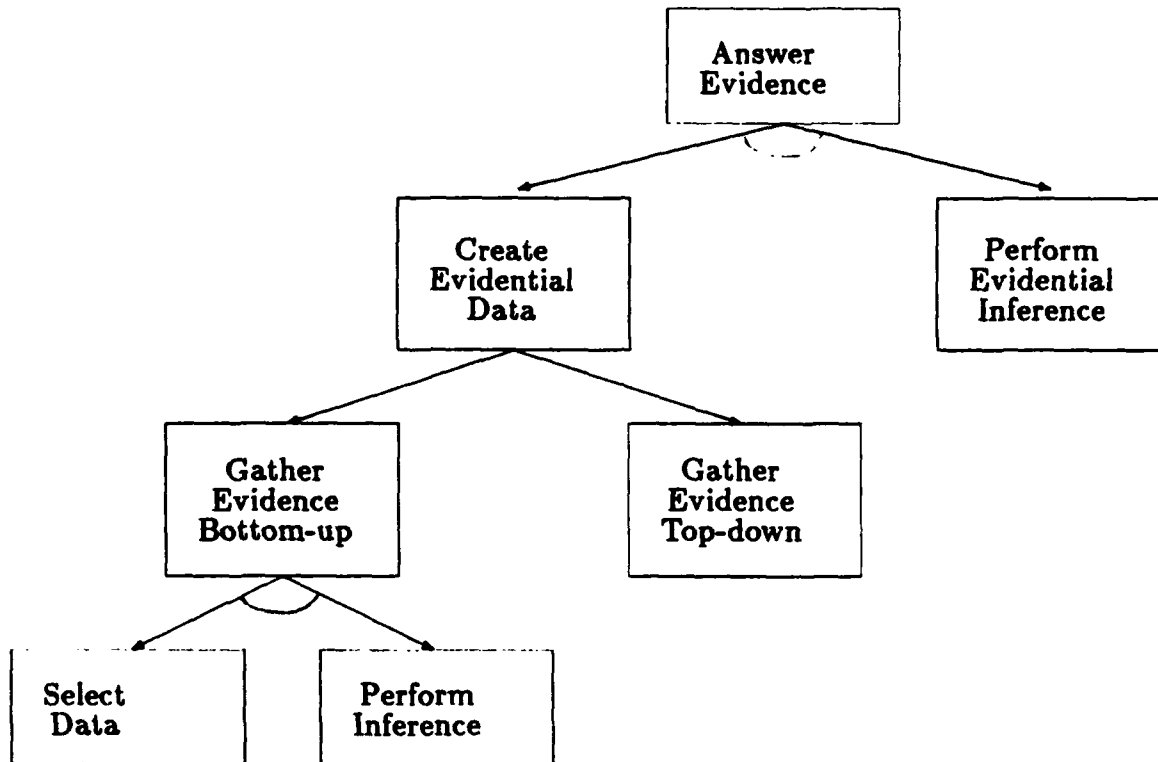 Answer
Evidence
Create
Evidential
Data
Perform
Evidential
Inference
Gather
Evidence
Bottom-up
Gather
Evidence
Top-down
Select
Data
Perform
Inference